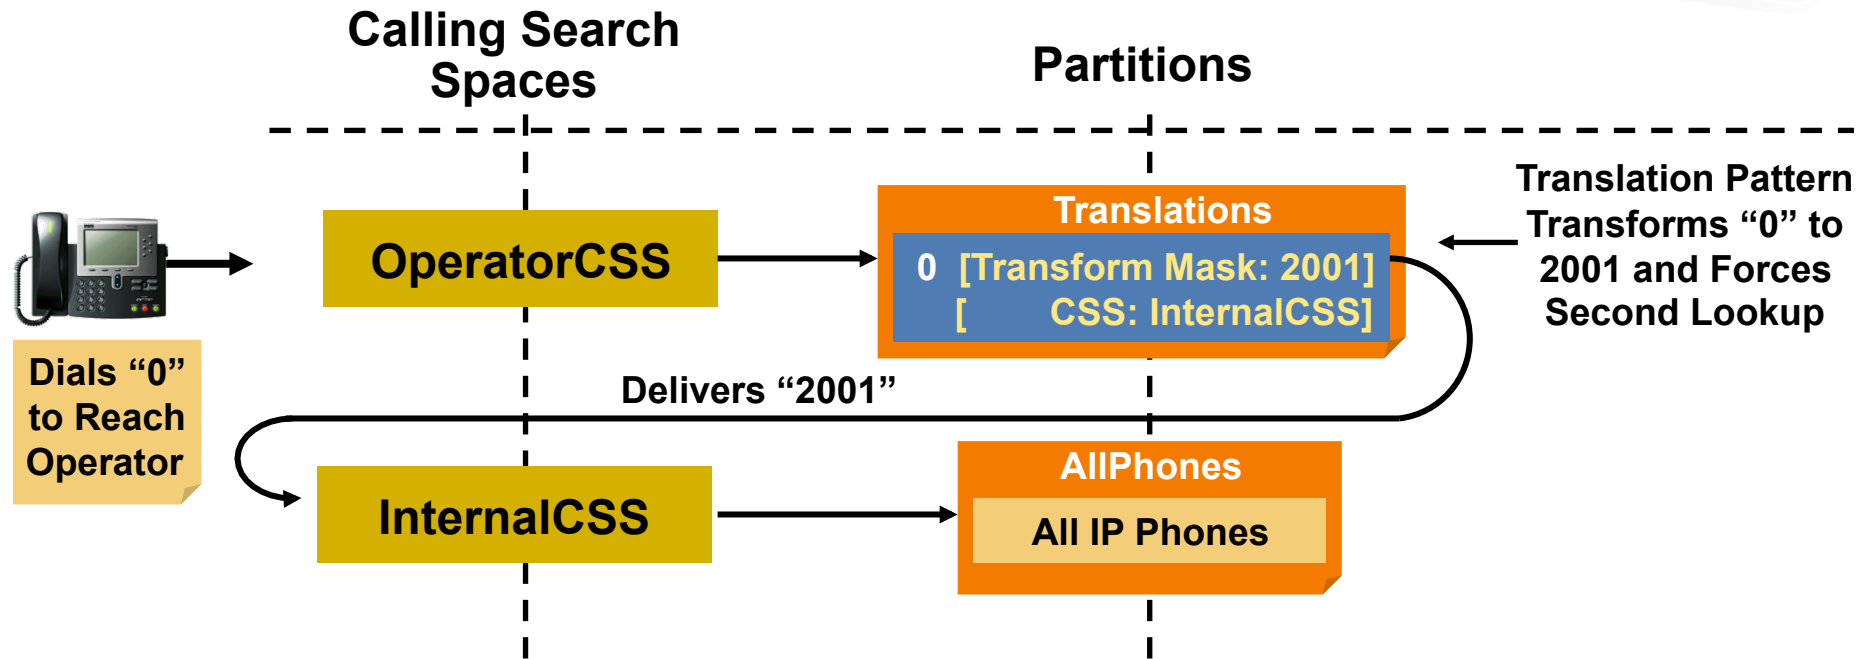 Calling Search
Spaces
Partitions
Translation Pattern
Transforms “0” to
2001 and Forces
Second Lookup
Translations
0 [Transform Mask: 2001]
[ CSS: InternalCSS]
OperatorCSS
Dials “0”
to Reach
Operator
Delivers “2001”
InternalCSS
AllPhones
All IP Phones